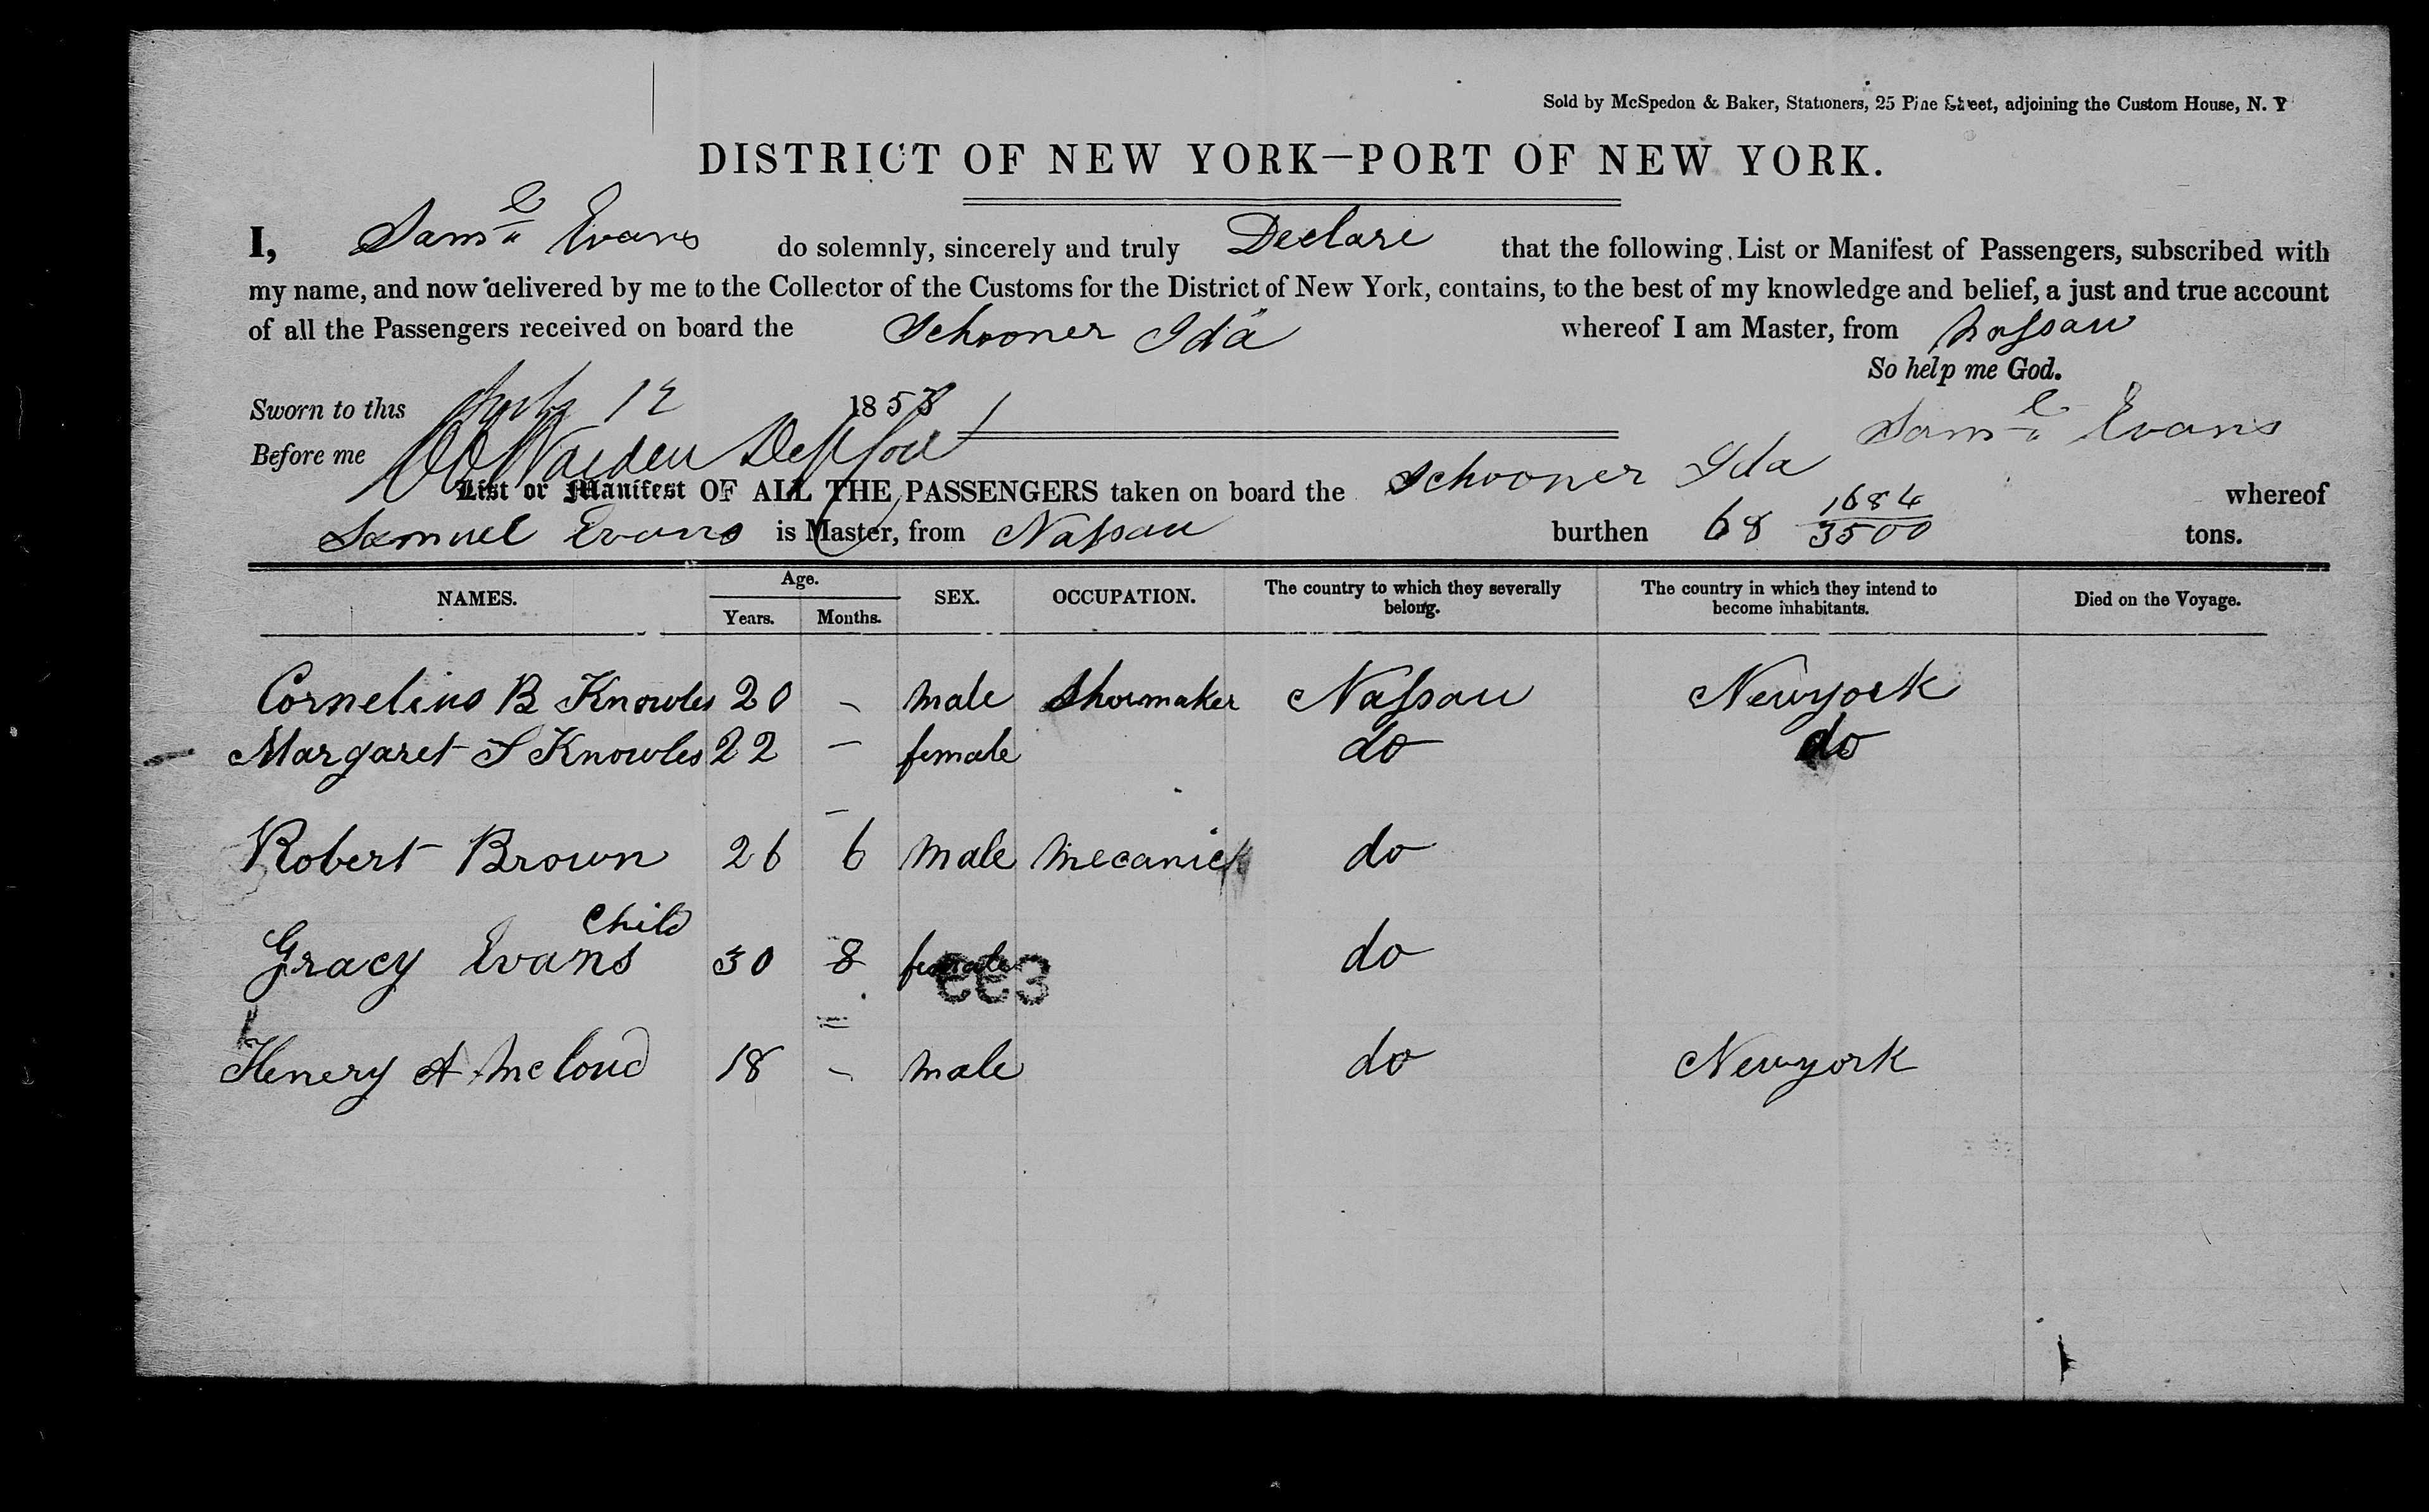 Sold by McSpedon & Baker, Stationers, 25 Pine Street, adjoining the Custom House, N. Y
DISTRICT OF NEW YORK—PORT OF NEW YORK.
I, Saml Evans do solemnly, sincerely and truly Declare that the following List or Manifest of Passengers, subscribed with
my name, and now delivered by me to the Collector of the Customs for the District of New York, contains, to the best of my knowledge and belief, a just and true account
of all the Passengers received on board the Schooner Ida whereof I am Master, from Nassau
So help me God.
Sworn to this 12 185
Saml Evans
Before me
List or Manifest OF ALL THE PASSENGERS taken on board the Schooner Ida whereof
Samuel Evans is Master, from Nassau burthen 68 1684/3500 tons.
NAMES. Age. Years. Months. SEX. OCCUPATION. The country to which they severally belong. The country in which they intend to become inhabitants. Died on the Voyage.
Cornelius B Knowles 20 - male Shoemaker Nassau Newyork
Margaret S Knowles 22 - female do do
Robert Brown 26 6 male mecanick do
Child
Gracy Evans 30 8 female do
Henery A Mcloud 18 - male do Newyork